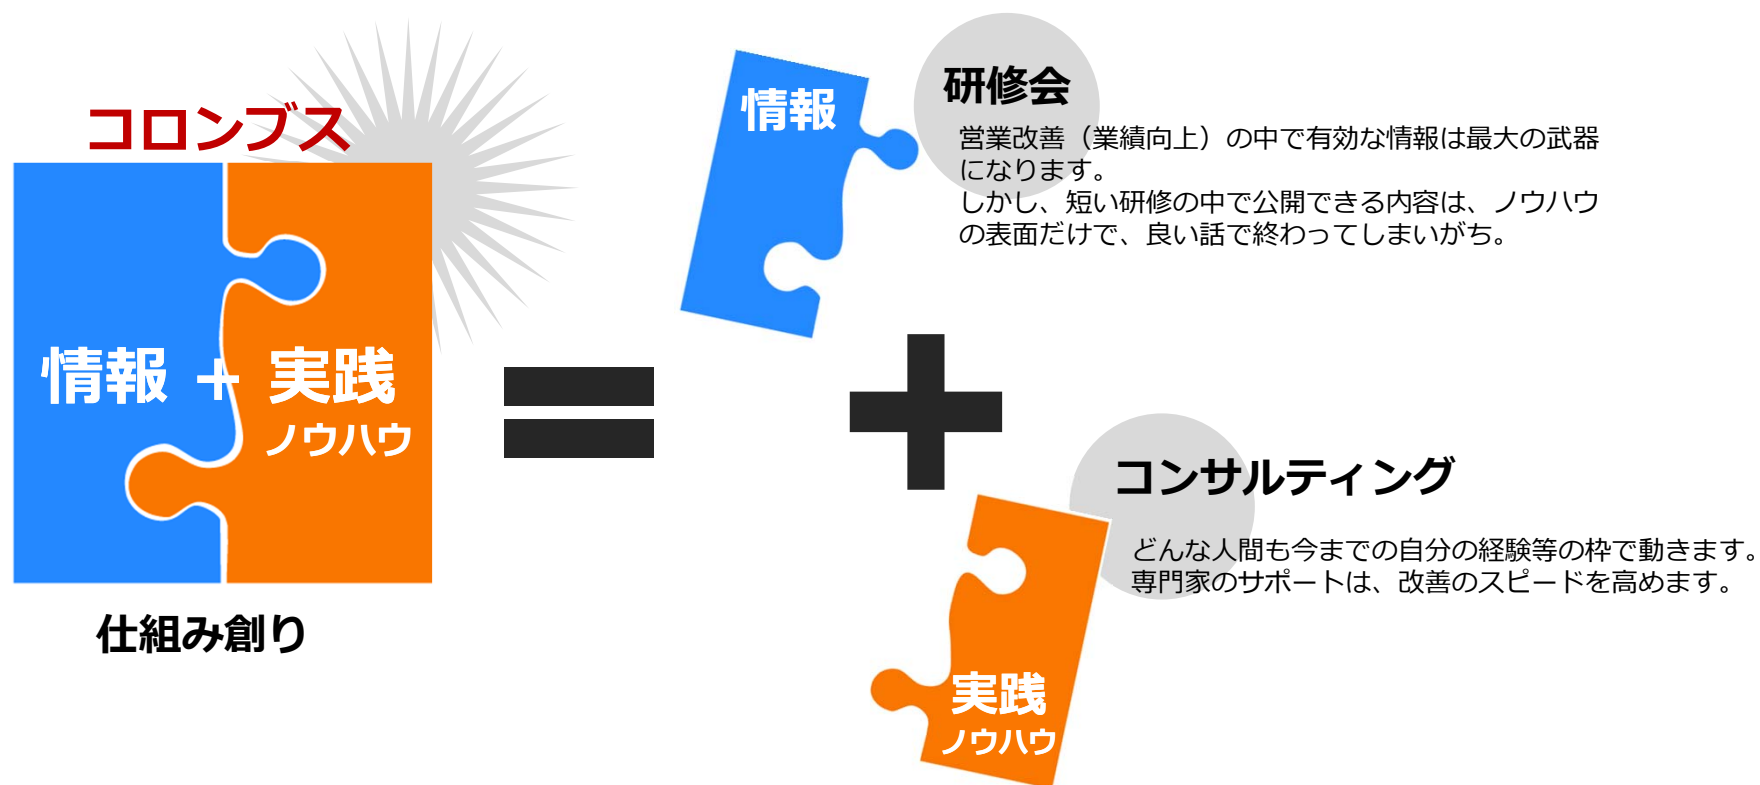 コロンブス
情報 + 実践
ノウハウ
仕組み創り
情報
研修会
営業改善（業績向上）の中で有効な情報は最大の武器
になります。
しかし、短い研修の中で公開できる内容は、ノウハウ
の表面だけで、良い話で終わってしまいがち。
コンサルティング
どんな人間も今までの自分の経験等の枠で動きます。
専門家のサポートは、改善のスピードを高めます。
実践
ノウハウ